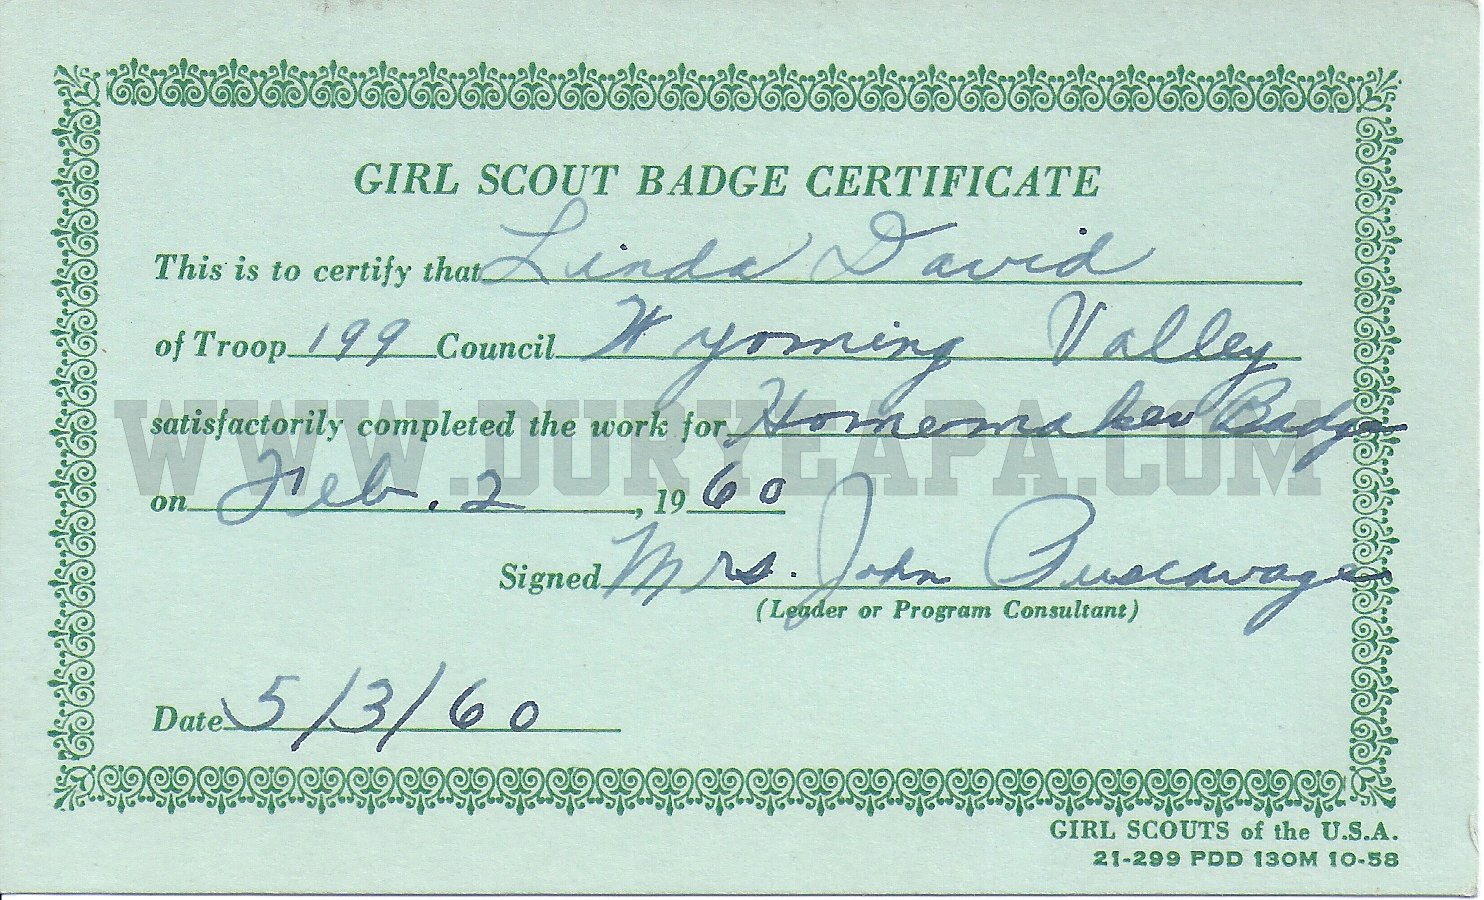 GIRL SCOUT BADGE CERTIFICATE
This is to certify that Linda David
of Troop 199 Council Wyoming Valley
satisfactorily completed the work for Homemaker Badge
WWW.DURYEAPA.COM
on Feb. 2, 1960
Signed Mrs. John Puscavage
(Leader or Program Consultant)
Date 5/3/60
GIRL SCOUTS of the U.S.A.
21-299 PDD 130M 10-58